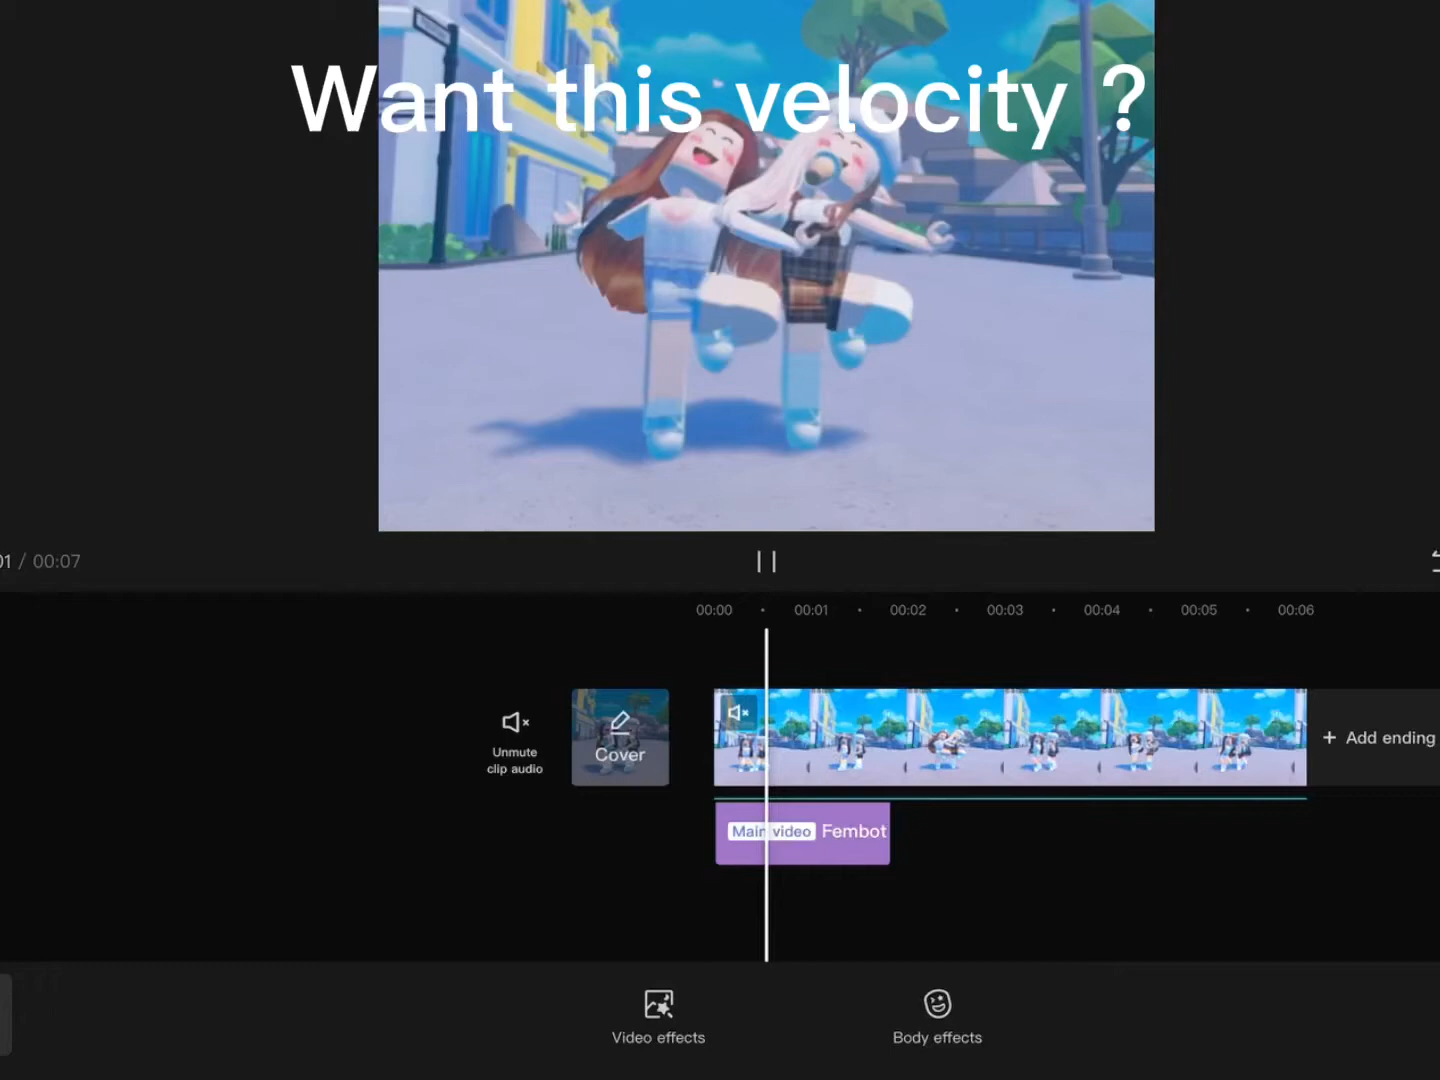 Want this velocity ?
01 / 00:07
00:00 00:01 00:02 00:03 00:04 00:05 00:06
Unmute
clip audio
Cover
+ Add ending
Main video Fembot
Video effects
Body effects